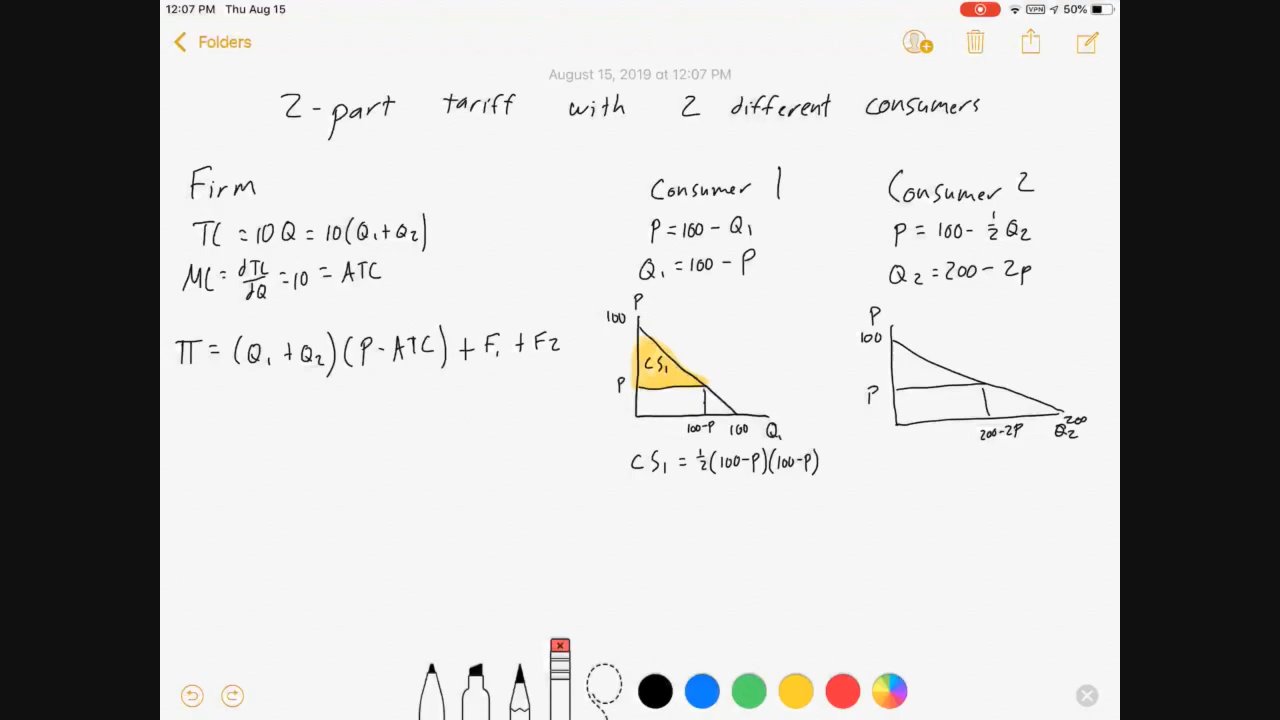 12:07 PM Thu Aug 15
VPN 50%
Folders
August 15, 2019 at 12:07 PM
2-part tariff with 2 different consumers
Firm
TC = 10Q = 10(Q₁+Q₂)
MC = dTC/dQ = 10 = ATC
π = (Q₁ + Q₂)(P - ATC) + F₁ + F₂
Consumer 1
P = 100 - Q₁
Q₁ = 100 - P
P
100
CS₁
P
100-P 100 Q₁
CS₁ = ½(100-P)(100-P)
Consumer 2
P = 100 - ½Q₂
Q₂ = 200 - 2P
P
100
P
200-2P 200
Q₂